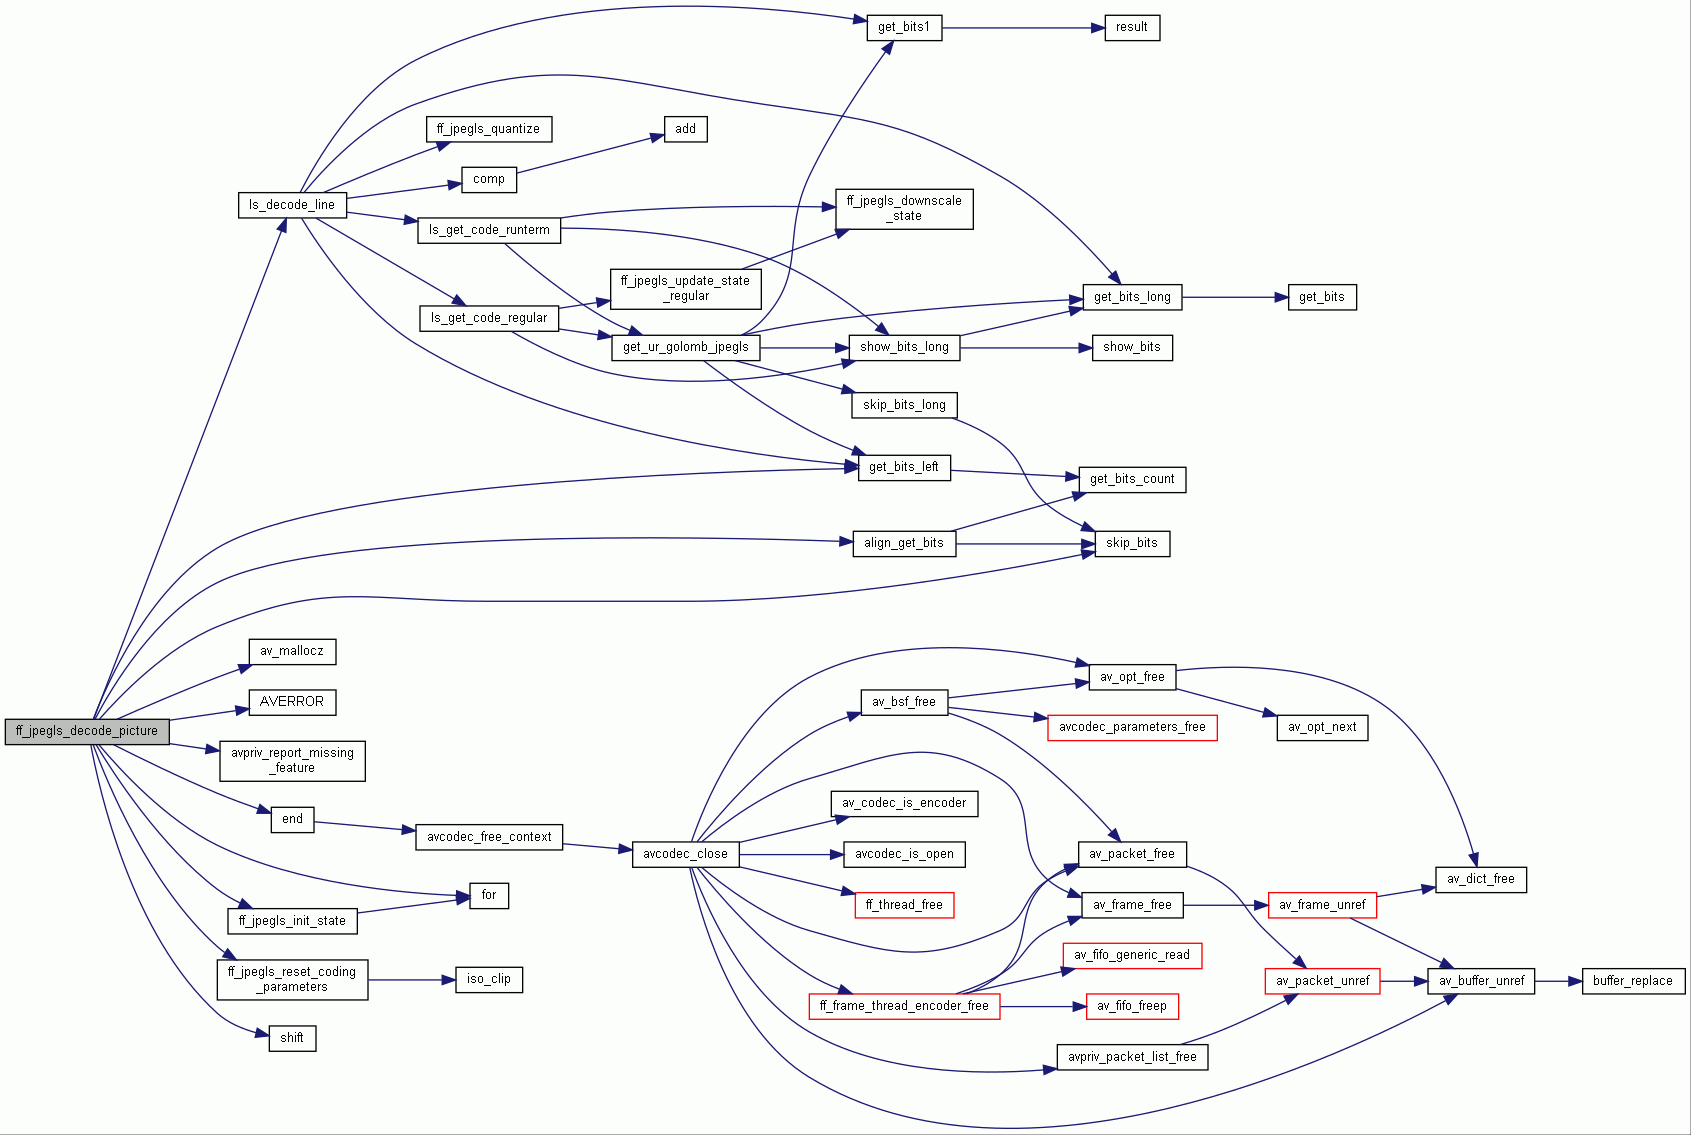 get_bits1
result
ff_jpegls_quantize
add
comp
ls_decode_line
ff_jpegls_downscale
_state
ls_get_code_runterm
ff_jpegls_update_state
_regular
get_bits_long
get_bits
ls_get_code_regular
get_ur_golomb_jpegls
show_bits_long
show_bits
skip_bits_long
get_bits_left
get_bits_count
align_get_bits
skip_bits
av_mallocz
av_opt_free
AVERROR
av_bsf_free
ff_jpegls_decode_picture
avcodec_parameters_free
av_opt_next
avpriv_report_missing
_feature
av_codec_is_encoder
end
avcodec_free_context
avcodec_close
avcodec_is_open
av_packet_free
av_dict_free
for
ff_thread_free
av_frame_free
av_frame_unref
ff_jpegls_init_state
av_fifo_generic_read
ff_jpegls_reset_coding
_parameters
iso_clip
av_packet_unref
av_buffer_unref
buffer_replace
ff_frame_thread_encoder_free
av_fifo_freep
shift
avpriv_packet_list_free